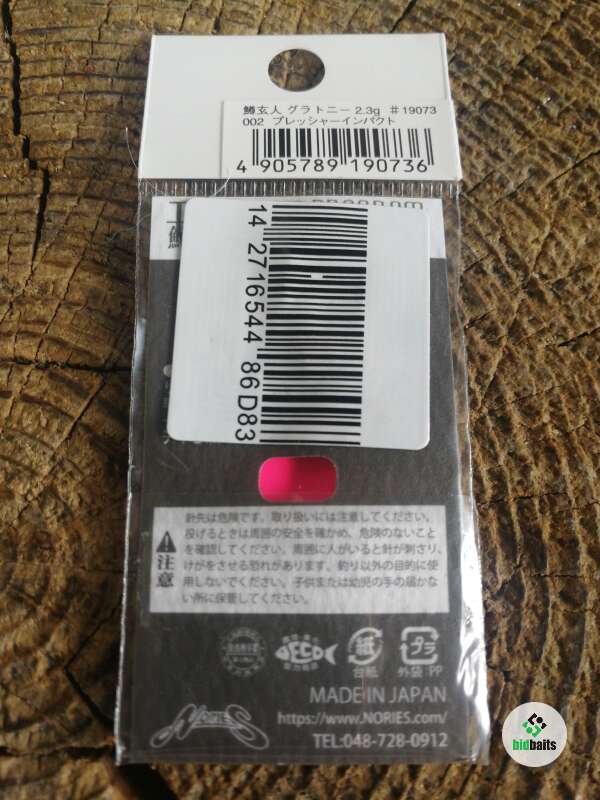 鱒玄人 グラトニー 2.3g #19073
002 プレッシャーインパクト
4 905789 190736
14 2716544 86D83
針先は危険です。取り扱いには注意してください。
投げるときは周囲の安全を確かめ、危険のないこと
を確認してください。周囲に人がいると針が刺さり、
けがをさせる恐れがあります。釣り以外の目的に使
用しないでください。子供または幼児の手の届かな
い所に保管してください。
注意
ECO
紙
台紙
プラ
外袋:PP
MADE IN JAPAN
NORIES
https://www.NORIES.com/
TEL:048-728-0912
bidbaits